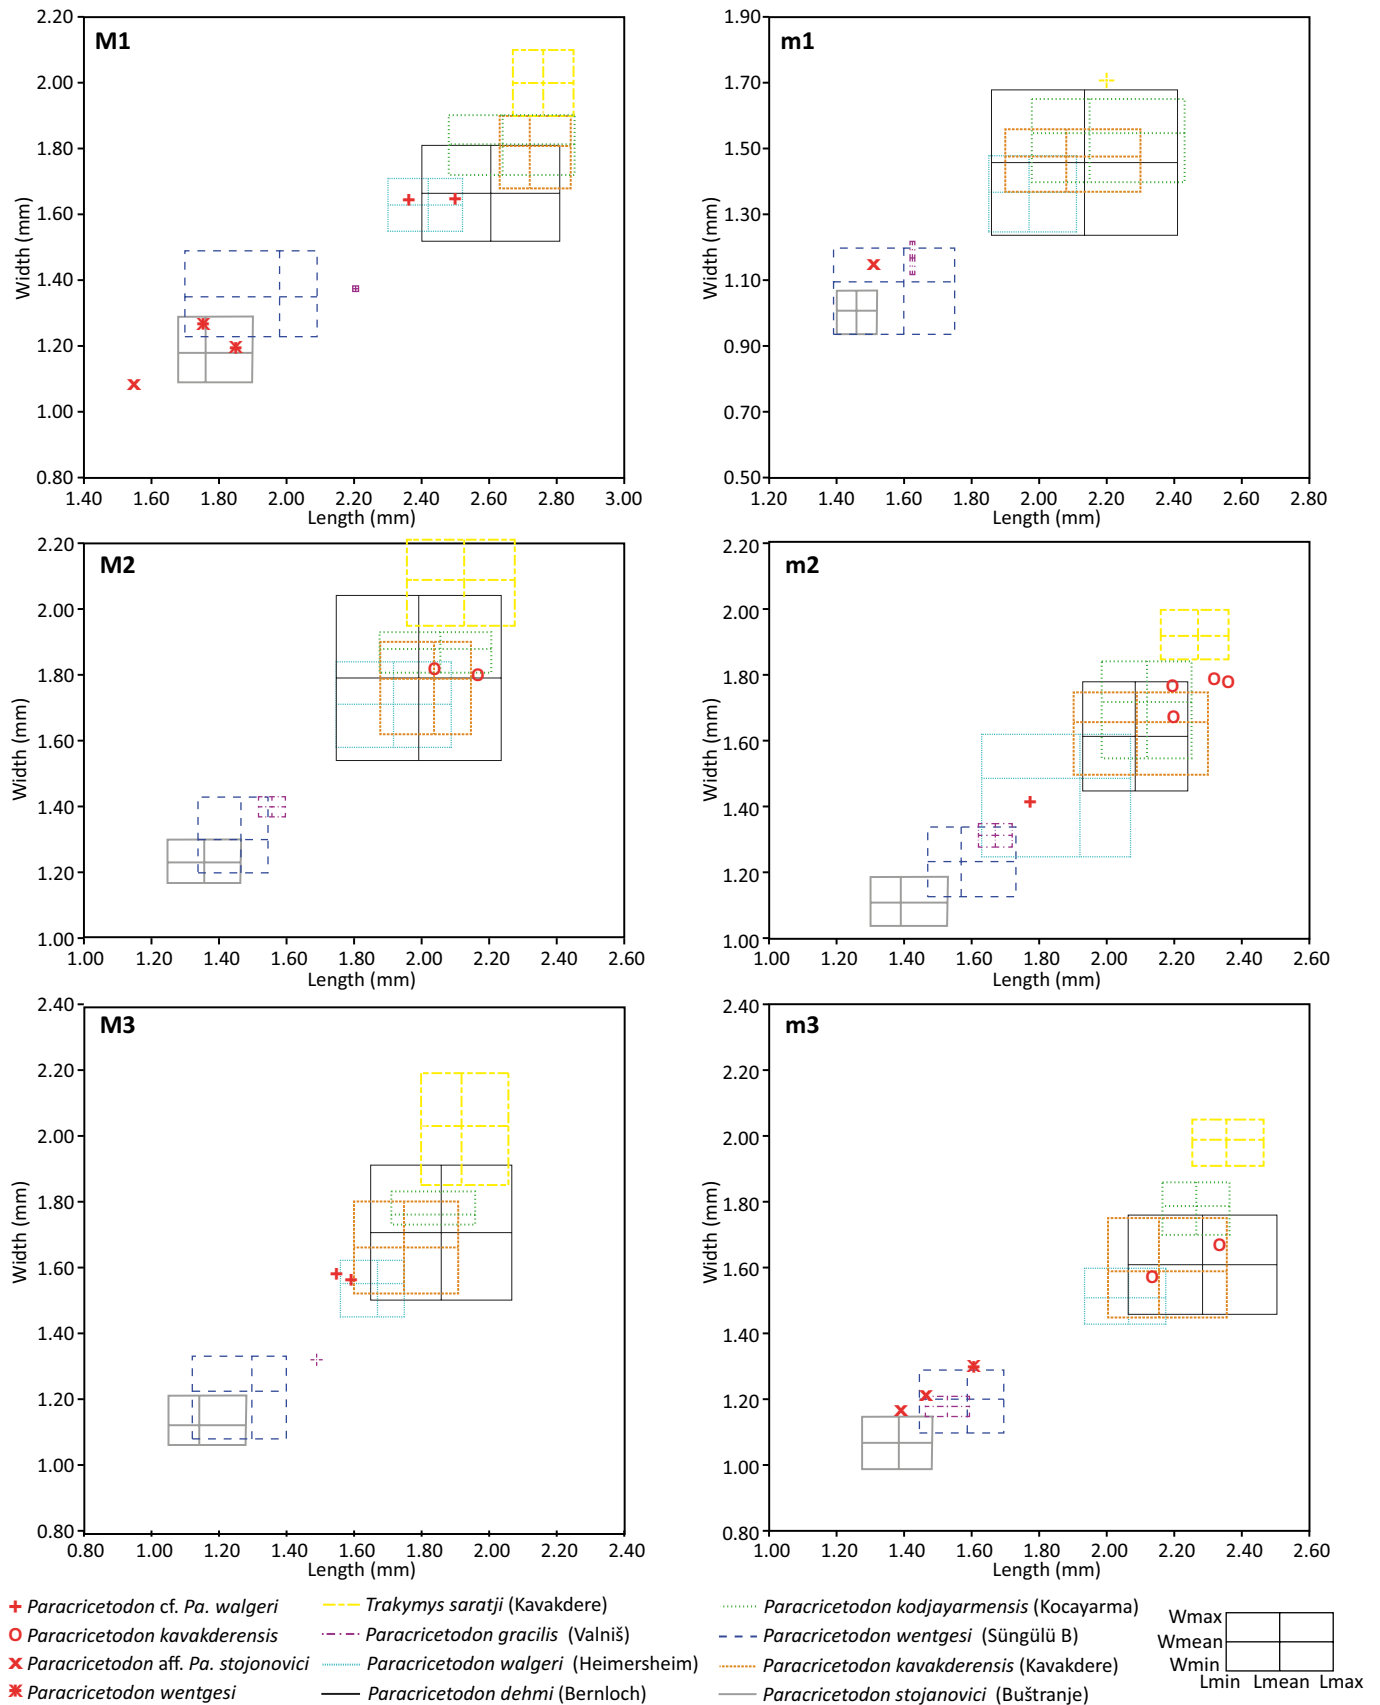 M1
2.20
2.00
1.80
1.60
1.40
1.20
1.00
0.80
Width (mm)
1.40 1.60 2.00 2.20 2.40 2.60 2.80 3.00
Length (mm)
m1
1.90
1.70
1.50
1.30
1.10
0.90
0.70
0.50
Width (mm)
1.20 1.40 1.60 1.80 2.00 2.20 2.40 2.60 2.80
Length (mm)
M2
2.20
2.00
1.80
1.60
1.40
1.20
1.00
Width (mm)
1.00 1.20 1.40 1.60 1.80 2.00 2.20 2.40 2.60
Length (mm)
m2
2.20
2.00
1.80
1.60
1.40
1.20
1.00
Width (mm)
1.00 1.20 1.40 1.60 1.80 2.00 2.20 2.40 2.60
Length (mm)
M3
2.40
2.20
2.00
1.80
1.60
1.40
1.20
1.00
0.80
Width (mm)
0.80 1.00 1.20 1.40 1.60 1.80 2.00 2.20 2.40
Length (mm)
m3
2.40
2.20
2.00
1.80
1.60
1.40
1.20
1.00
0.80
Width (mm)
1.00 1.20 1.40 1.60 1.80 2.00 2.20 2.40 2.60
Length (mm)
Paracricetodon cf. Pa. walgeri
Paracricetodon kavakderensis
Paracricetodon aff. Pa. stojonovici
Paracricetodon wentgesi
Trakymys saratji (Kavakdere)
Paracricetodon gracilis (Valniš)
Paracricetodon walgeri (Heimersheim)
Paracricetodon dehmi (Bernloch)
Paracricetodon kodjayarmensis (Kocayarma)
Paracricetodon wentgesi (Süngülü B)
Paracricetodon kavakderensis (Kavakdere)
Paracricetodon stojanovici (Buštranje)
Wmax
Wmean
Wmin
Lmin Lmean Lmax